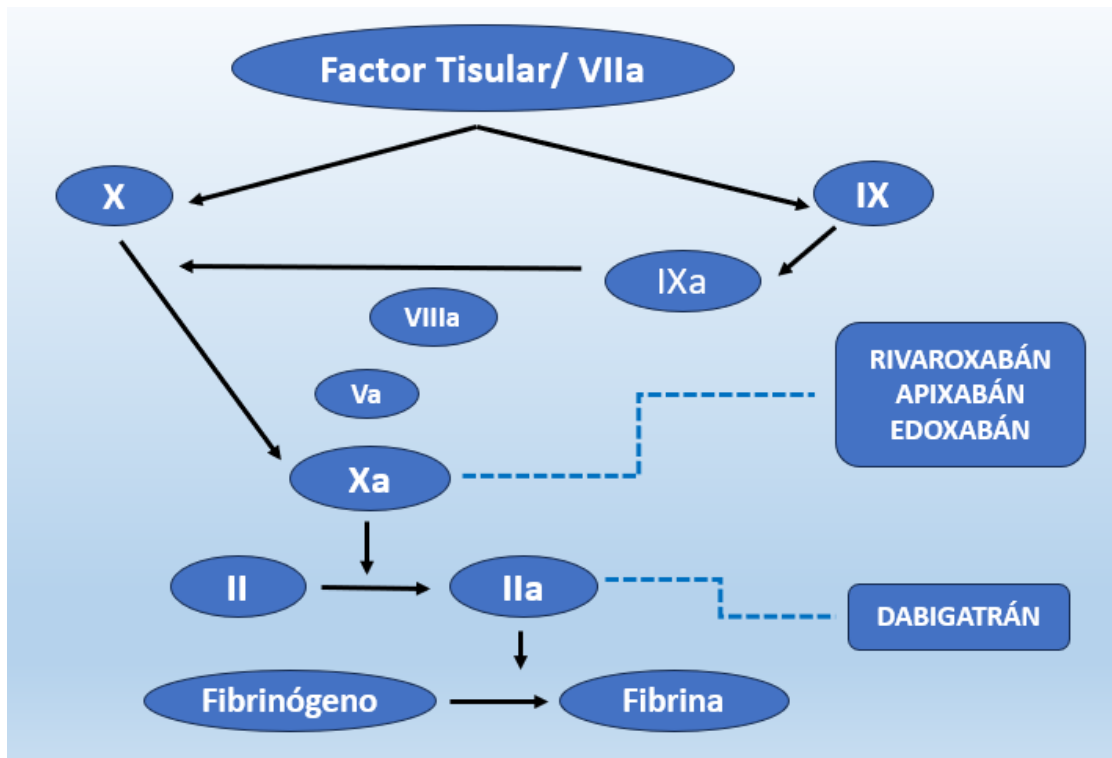 Factor Tisular/ VIIa
X
IX
IXa
VIIIa
Va
RIVAROXABÁN
APIXABÁN
EDOXABÁN
Xa
II
IIa
DABIGATRÁN
Fibrinógeno
Fibrina